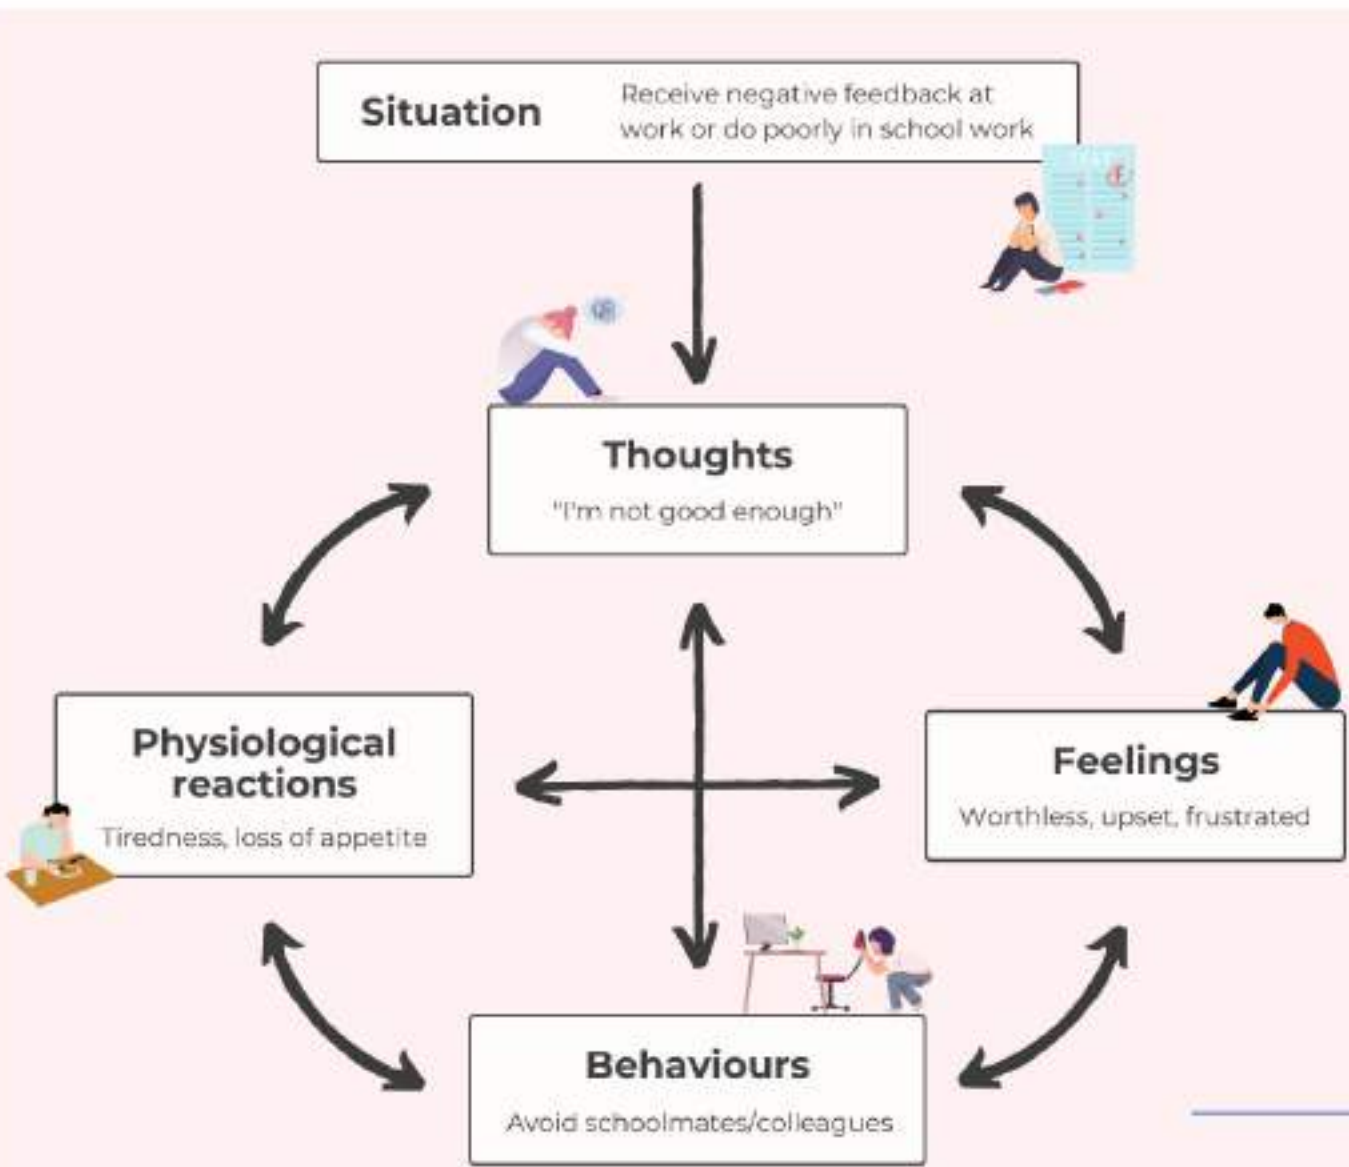 Situation
Receive negative feedback at
work or do poorly in school work
Thoughts
"I'm not good enough"
Physiological
reactions
Tiredness, loss of appetite
Feelings
Worthless, upset, frustrated
Behaviours
Avoid schoolmates/colleagues